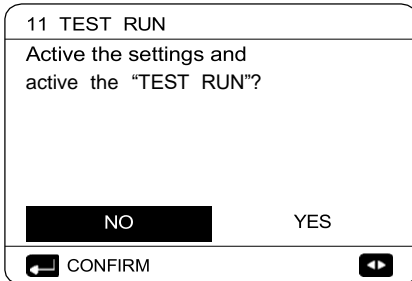 11 TEST RUN
Active the settings and
active the “TEST RUN”?
NO YES
CONFIRM